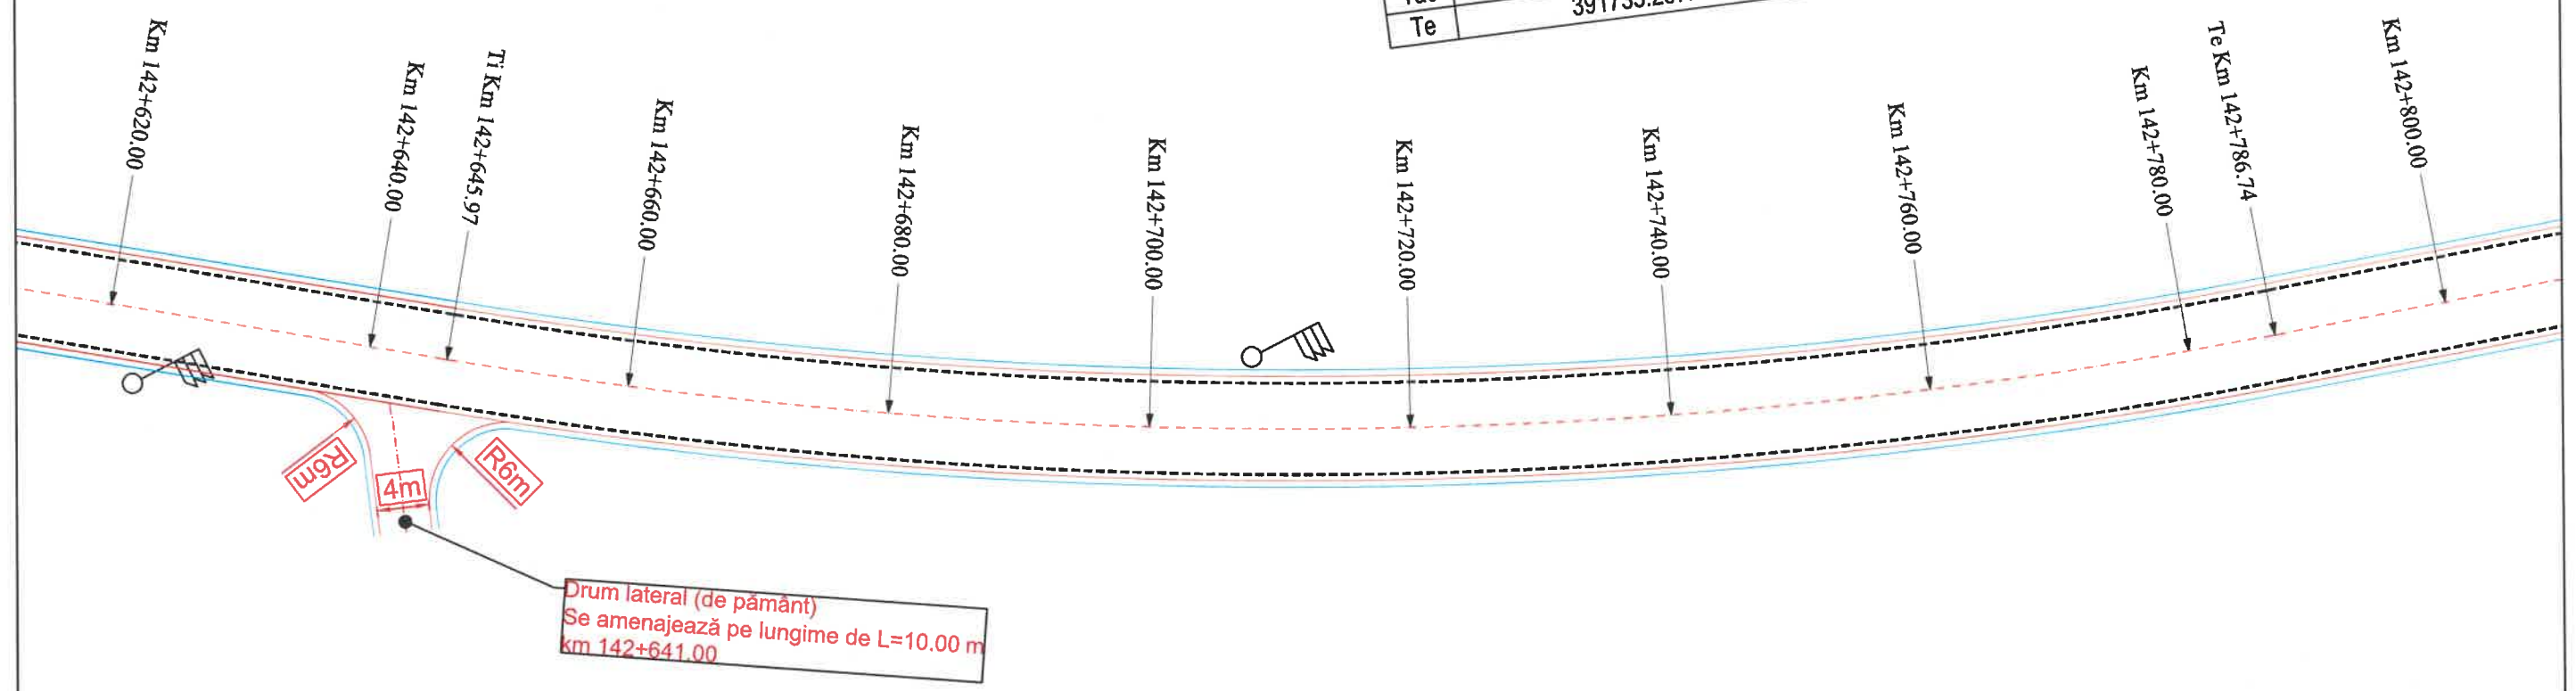 Te
Km 142+620.00
Km 142+640.00
Ti Km 142+645.97
Km 142+660.00
Km 142+680.00
Km 142+700.00
Km 142+720.00
Km 142+740.00
Km 142+760.00
Km 142+780.00
Te Km 142+786.74
Km 142+800.00
R6m
4m
R6m
Drum lateral (de pământ)
Se amenajează pe lungime de L=10.00 m
km 142+641.00